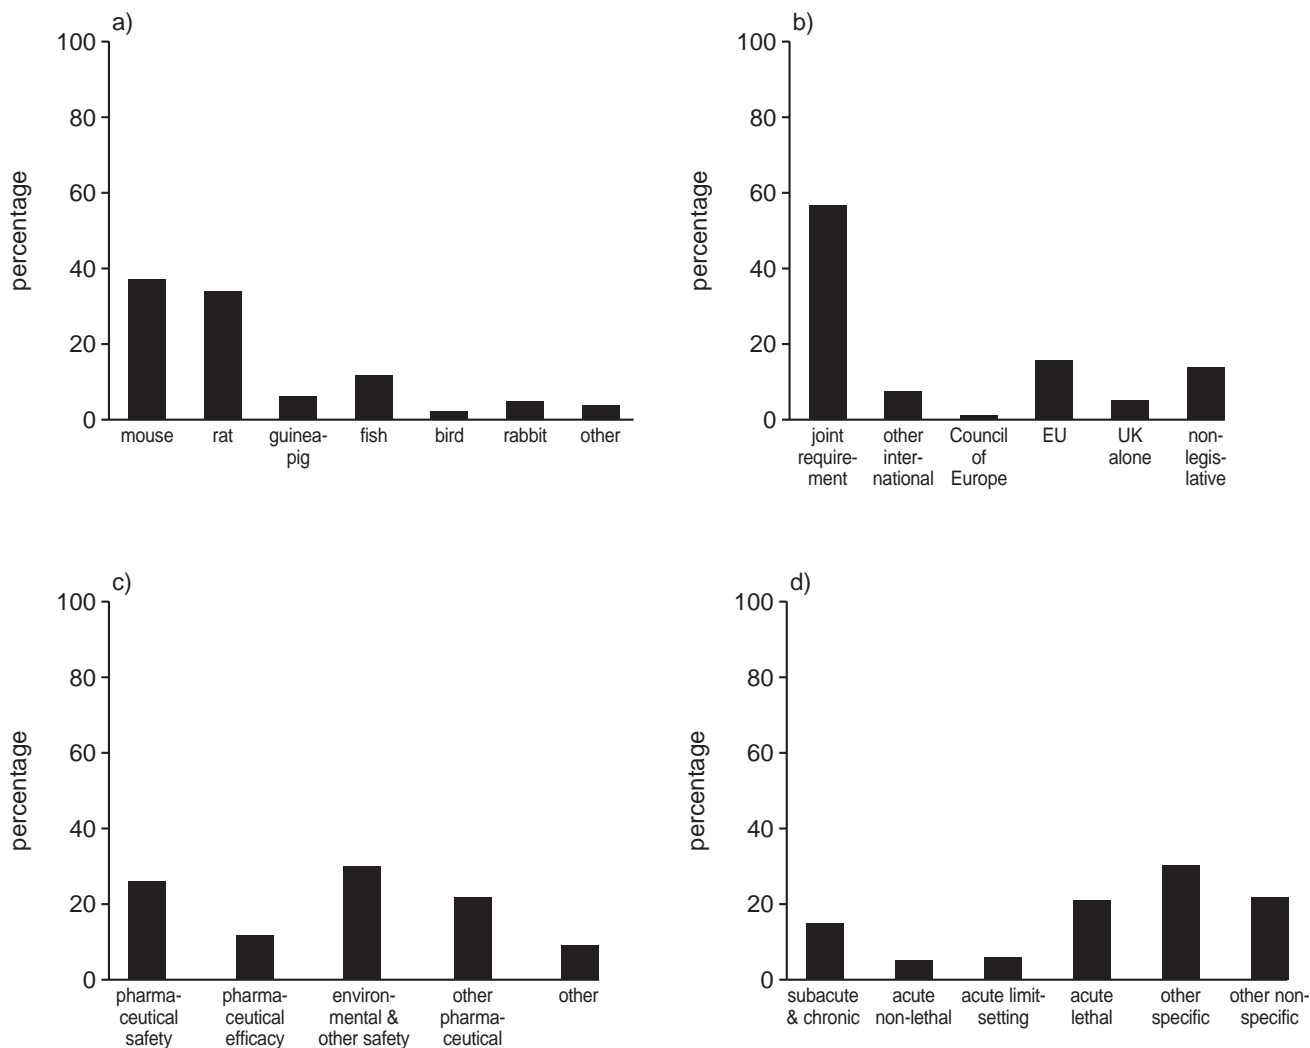 a)
percentage
100
80
60
40
20
0
mouse
rat
guinea-
pig
fish
bird
rabbit
other
b)
percentage
100
80
60
40
20
0
joint
require-
ment
other
inter-
national
Council
of
Europe
EU
UK
alone
non-
legis-
lative
c)
percentage
100
80
60
40
20
0
pharma-
ceutical
safety
pharma-
ceutical
efficacy
environ-
mental &
other safety
other
pharma-
ceutical
other
d)
percentage
100
80
60
40
20
0
subacute
& chronic
acute
non-lethal
acute limit-
setting
acute
lethal
other
specific
other non-
specific